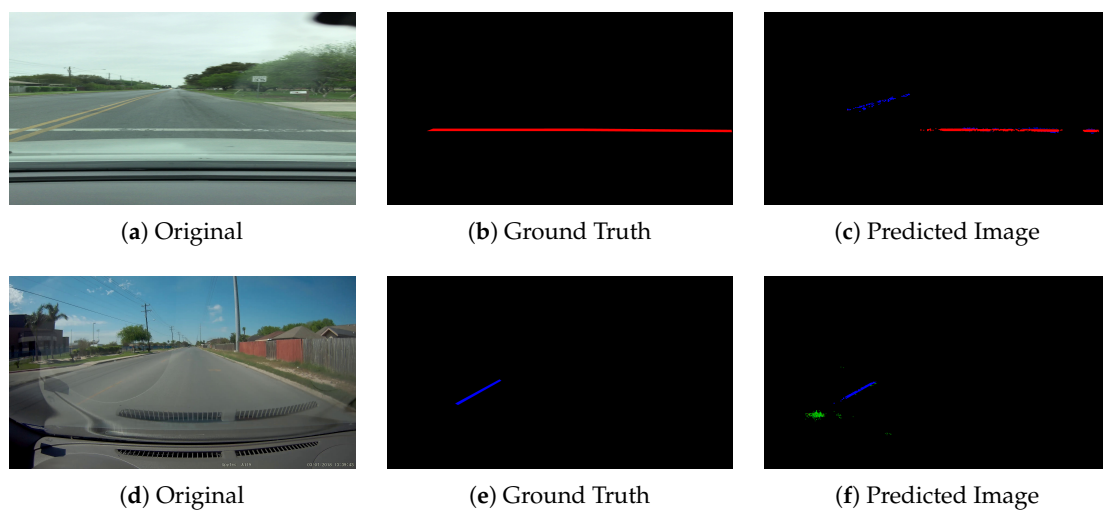 (a) Original
(b) Ground Truth
(c) Predicted Image
(d) Original
(e) Ground Truth
(f) Predicted Image